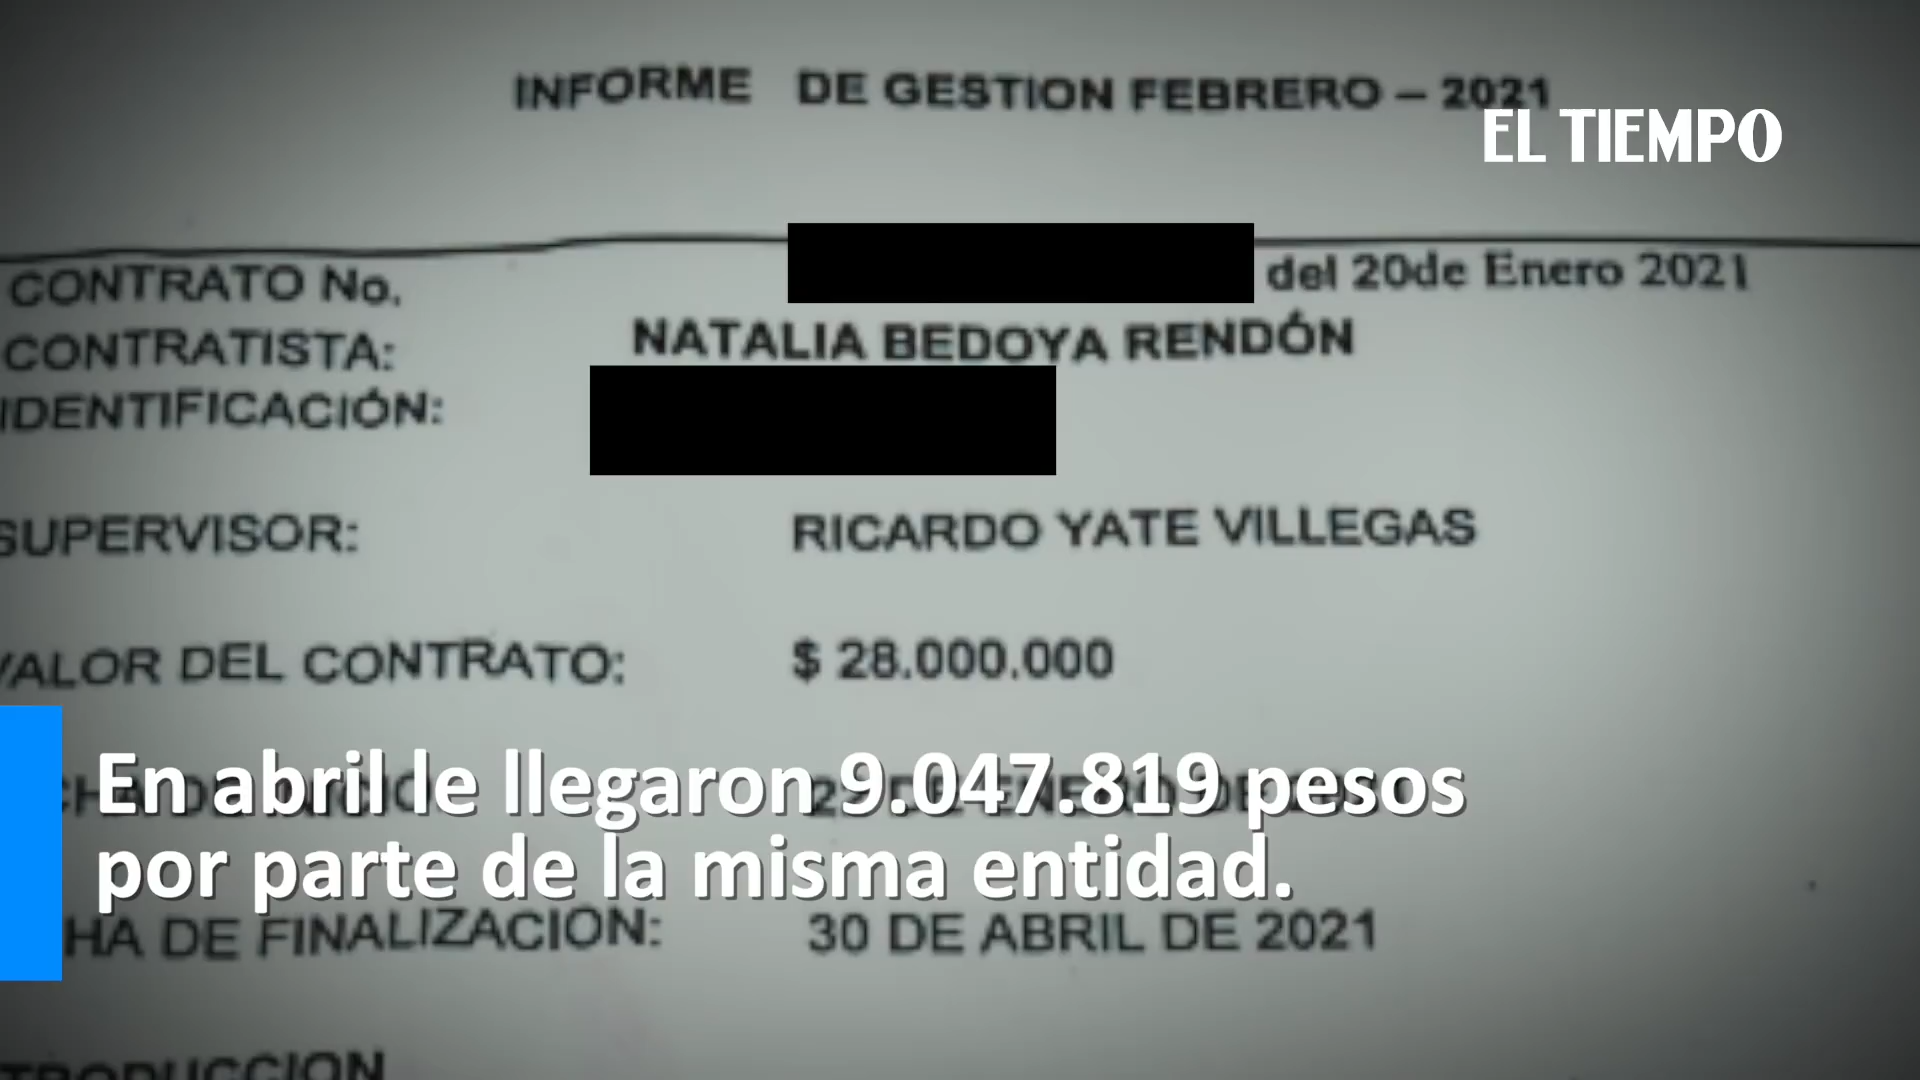 INFORME DE GESTION FEBRERO – 2021
EL TIEMPO
CONTRATO No. del 20de Enero 2021
CONTRATISTA: NATALIA BEDOYA RENDÓN
IDENTIFICACIÓN:
SUPERVISOR: RICARDO YATE VILLEGAS
VALOR DEL CONTRATO: $ 28.000.000
En abril le llegaron 9.047.819 pesos
por parte de la misma entidad.
HA DE FINALIZACION: 30 DE ABRIL DE 2021